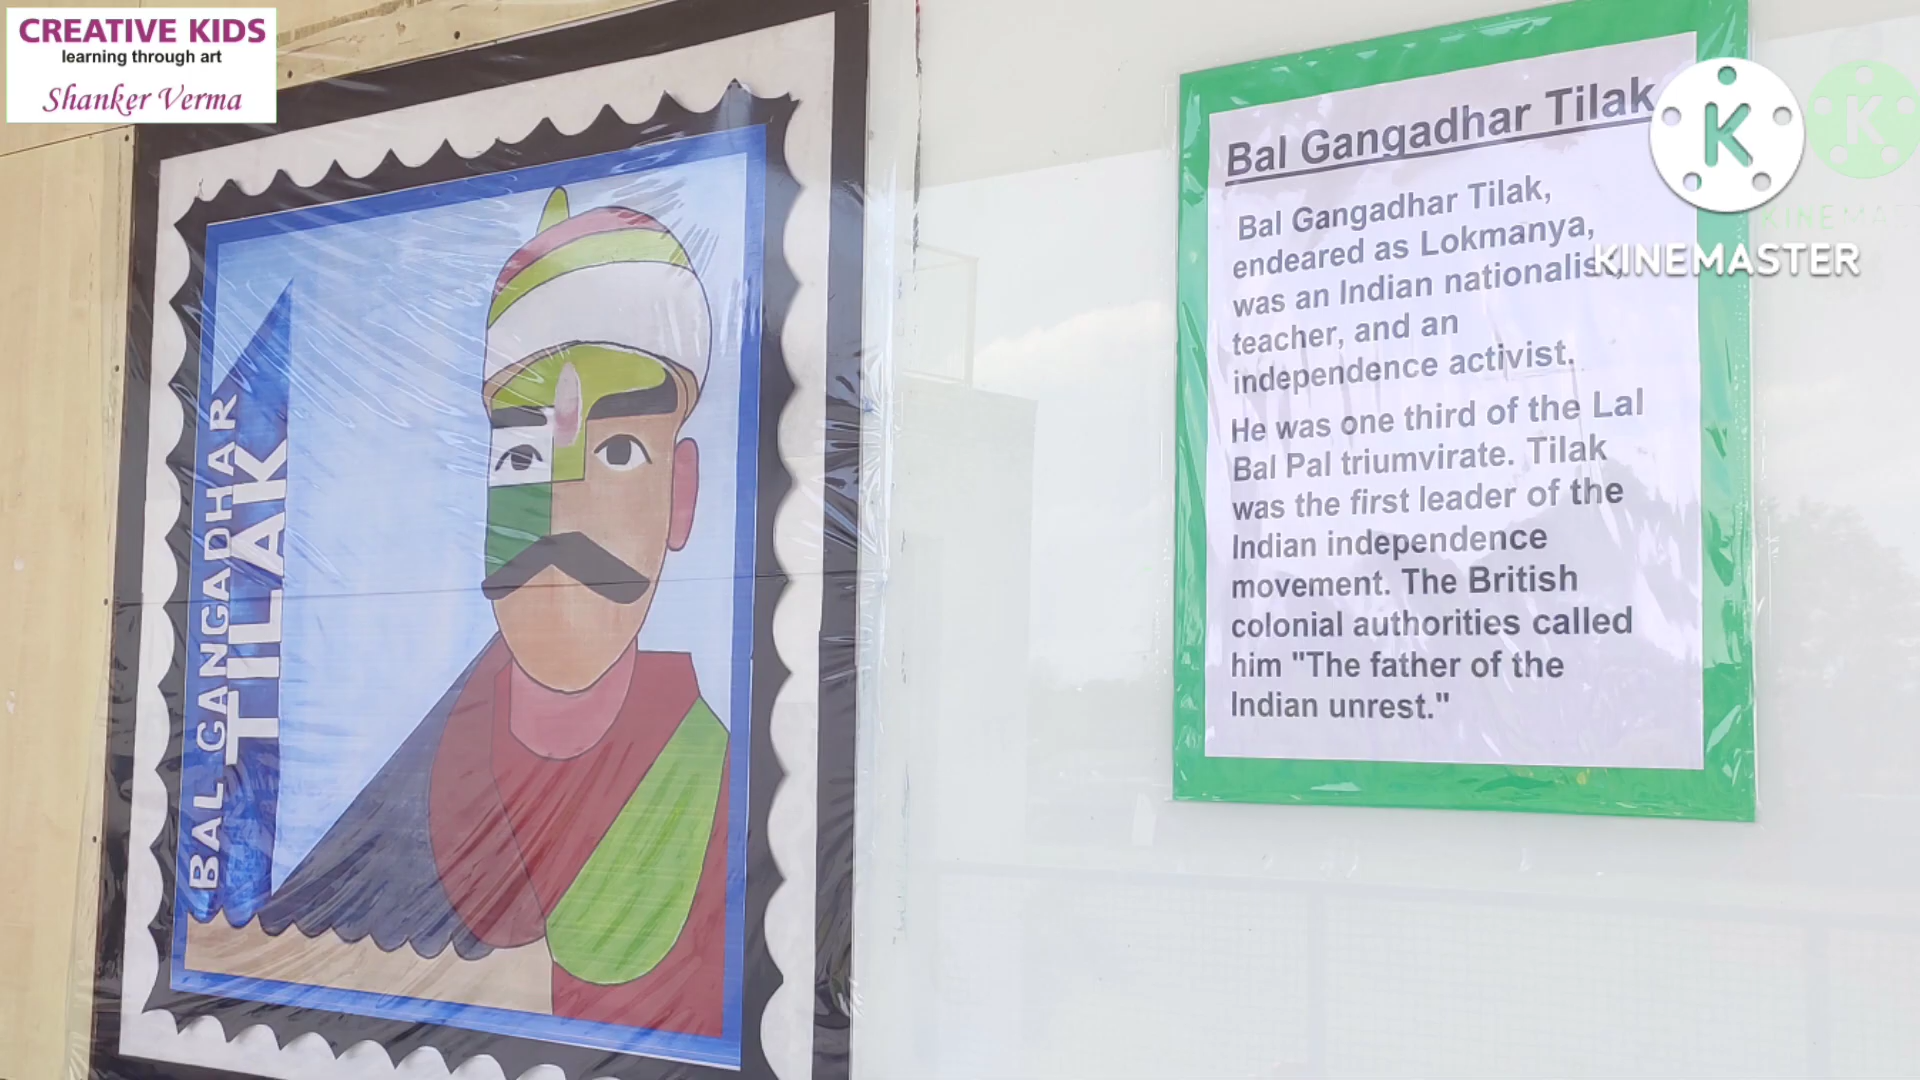 CREATIVE KIDS
learning through art
Shanker Verma
BAL GANGADHAR
TILAK
Bal Gangadhar Tilak
Bal Gangadhar Tilak,
endeared as Lokmanya,
was an Indian nationalist,
teacher, and an
independence activist.
He was one third of the Lal
Bal Pal triumvirate. Tilak
was the first leader of the
Indian independence
movement. The British
colonial authorities called
him "The father of the
Indian unrest."
K
KINEMASTER
K
KINEMAST